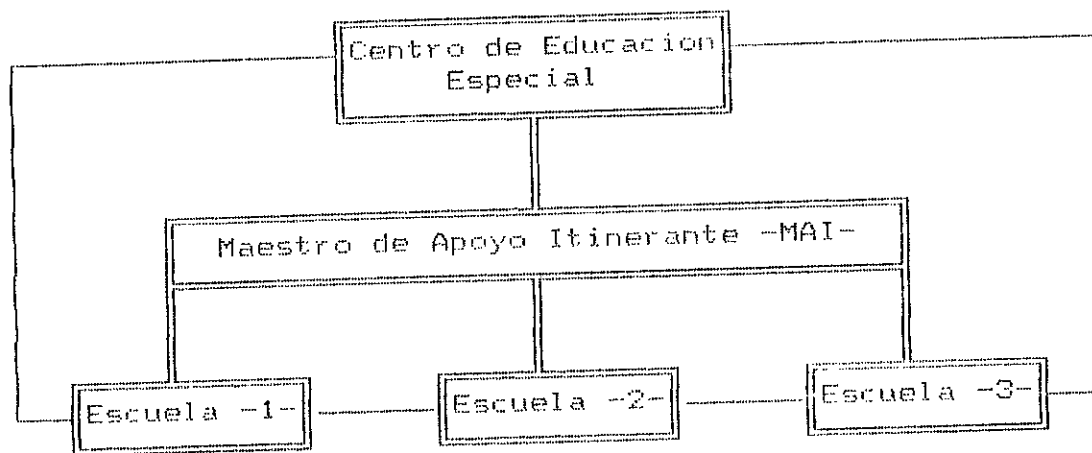 Centro de Educacion
Especial
Maestro de Apoyo Itinerante -MAI-
Escuela -1-
Escuela -2-
Escuela -3-